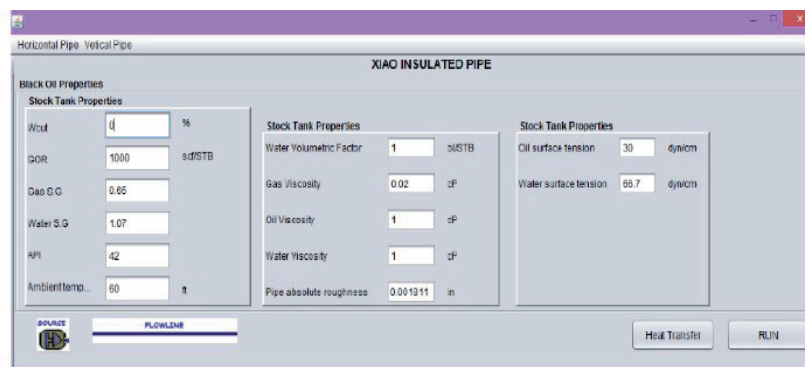 Horizontal Pipe Vetical Pipe
XIAO INSULATED PIPE
Black Oil Properties
Stock Tank Properties
Wcut 0 %
GOR 1000 scf/STB
Gas S.G 0.65
Water S.G 1.07
API 42
Ambient temp... 60 ft
Stock Tank Properties
Water Volumetric Factor 1 bl/STB
Gas Viscosity 0.02 cP
Oil Viscosity 1 cP
Water Viscosity 1 cP
Pipe absolute roughness 0.001811 in
Stock Tank Properties
Oil surface tension 30 dyn/cm
Water surface tension 66.7 dyn/cm
SOURCE
FLOWLINE
Heat Transfer
RUN